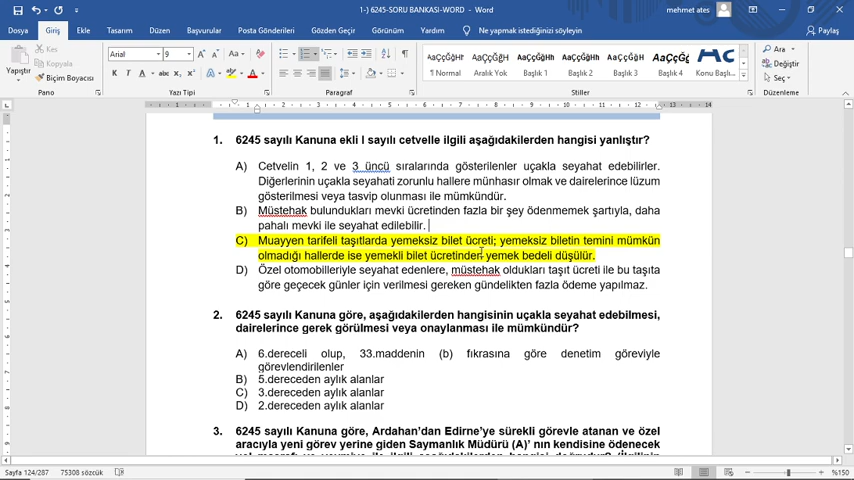 1-) 6245-SORU BANKASI-WORD - Word
mehmet ates
Dosya Giriş Ekle Tasarım Düzen Başvurular Posta Gönderileri Gözden Geçir Görünüm Yardım Ne yapmak istediğinizi söyleyin Paylaş
Yapıştır
Kes
Kopyala
Biçim Boyacısı
Arial 9
AaÇçĞğHh AaÇçĞğHh AaÇçĞğHh AaÇçĞğHh AaÇçĞğHh
¶ Normal Aralık Yok Başlık 1 Başlık 2 Başlık 3 Başlık 4 Konu Başlı...
Ara
Değiştir
Seç
Pano Yazı Tipi Paragraf Stiller Düzenleme
1. 6245 sayılı Kanuna ekli I sayılı cetvelle ilgili aşağıdakilerden hangisi yanlıştır?
A) Cetvelin 1, 2 ve 3 üncü sıralarında gösterilenler uçakla seyahat edebilirler.
Diğerlerinin uçakla seyahati zorunlu hallere münhasır olmak ve dairelerince lüzum
gösterilmesi veya tasvip olunması ile mümkündür.
B) Müstehak bulundukları mevki ücretinden fazla bir şey ödenmemek şartıyla, daha
pahalı mevki ile seyahat edilebilir.
C) Muayyen tarifeli taşıtlarda yemeksiz bilet ücreti; yemeksiz biletin temini mümkün
olmadığı hallerde ise yemekli bilet ücretinden yemek bedeli düşülür.
D) Özel otomobilleriyle seyahat edenlere, müstehak oldukları taşıt ücreti ile bu taşıta
göre geçecek günler için verilmesi gereken gündelikten fazla ödeme yapılmaz.
2. 6245 sayılı Kanuna göre, aşağıdakilerden hangisinin uçakla seyahat edebilmesi,
dairelerince gerek görülmesi veya onaylanması ile mümkündür?
A) 6.dereceli olup, 33.maddenin (b) fıkrasına göre denetim göreviyle
görevlendirilenler
B) 5.dereceden aylık alanlar
C) 3.dereceden aylık alanlar
D) 2.dereceden aylık alanlar
3. 6245 sayılı Kanuna göre, Ardahan'dan Edirne'ye sürekli görevle atanan ve özel
aracıyla yeni görev yerine giden Saymanlık Müdürü (A)' nın kendisine ödenecek
Sayfa 124/287 75308 sözcük %150